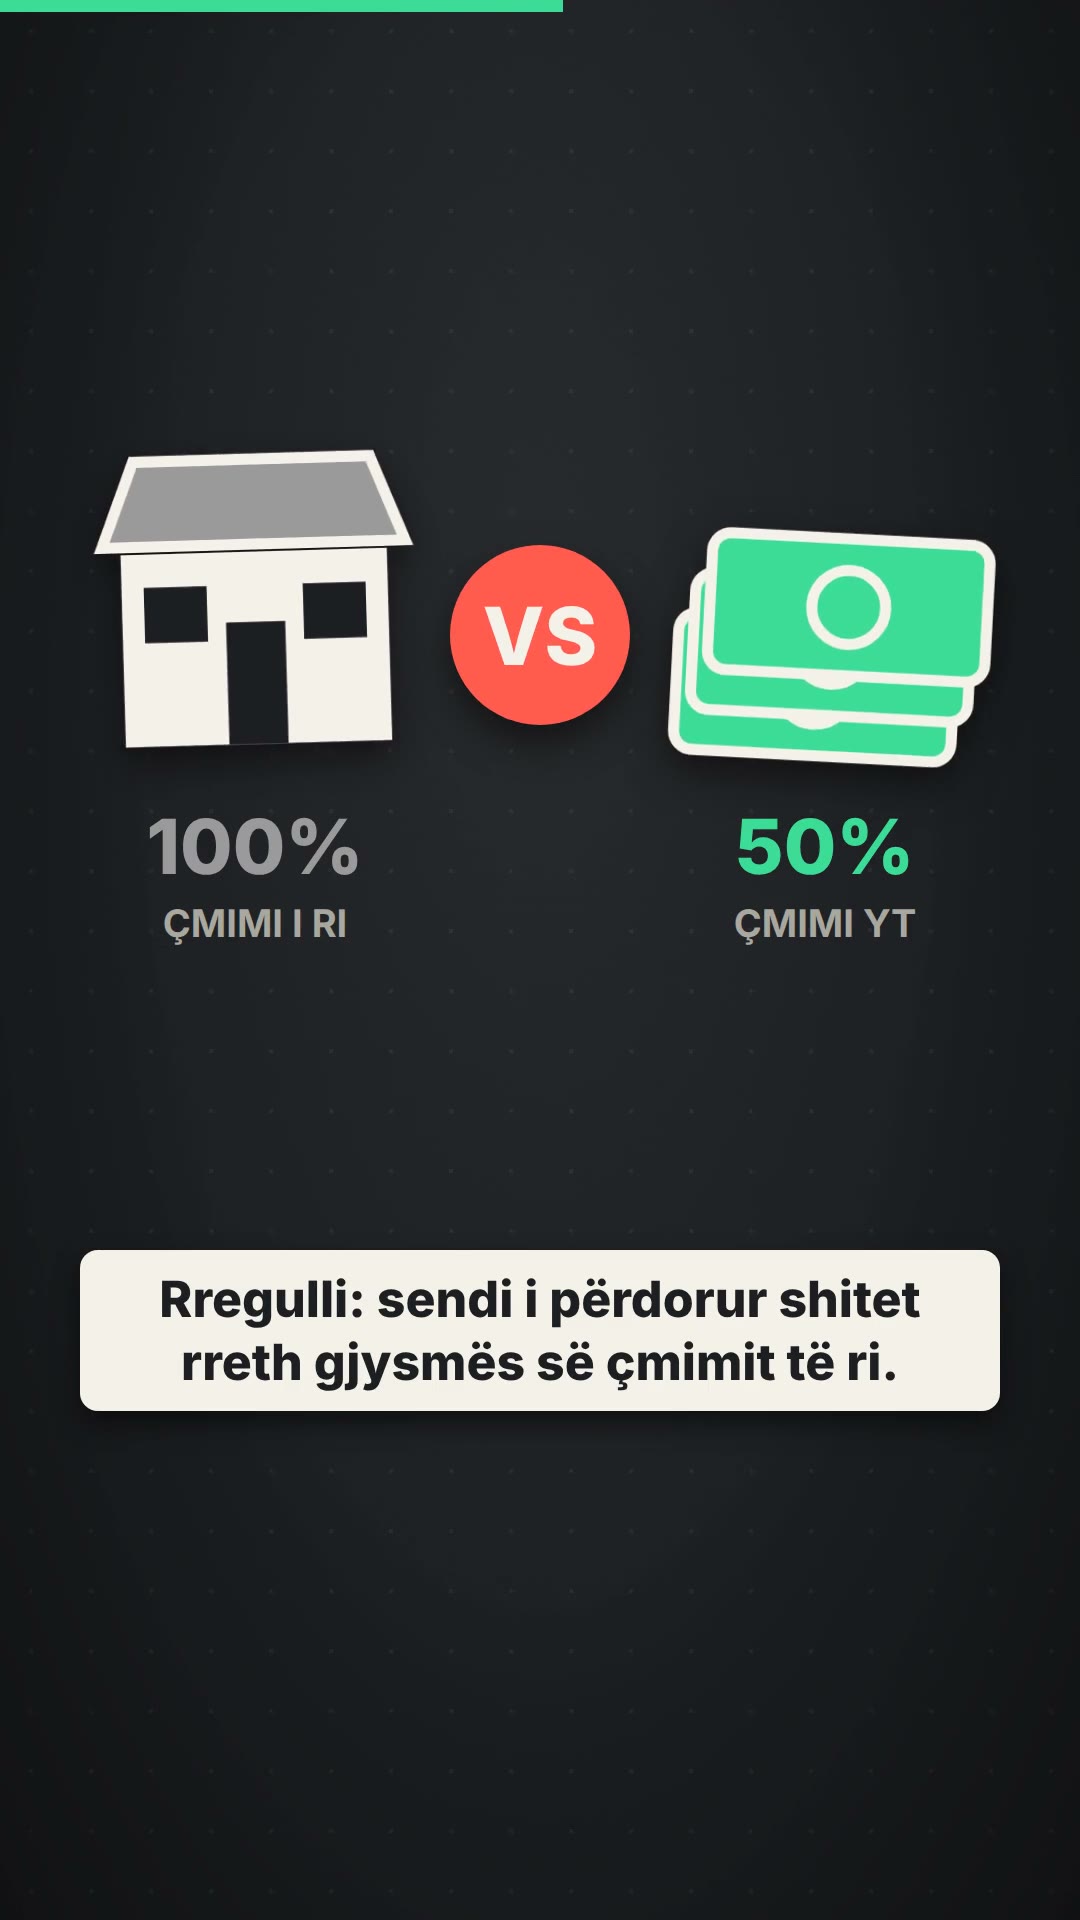 VS
100%
50%
ÇMIMI I RI
ÇMIMI YT
Rregulli: sendi i përdorur shitet
rreth gjysmës së çmimit të ri.